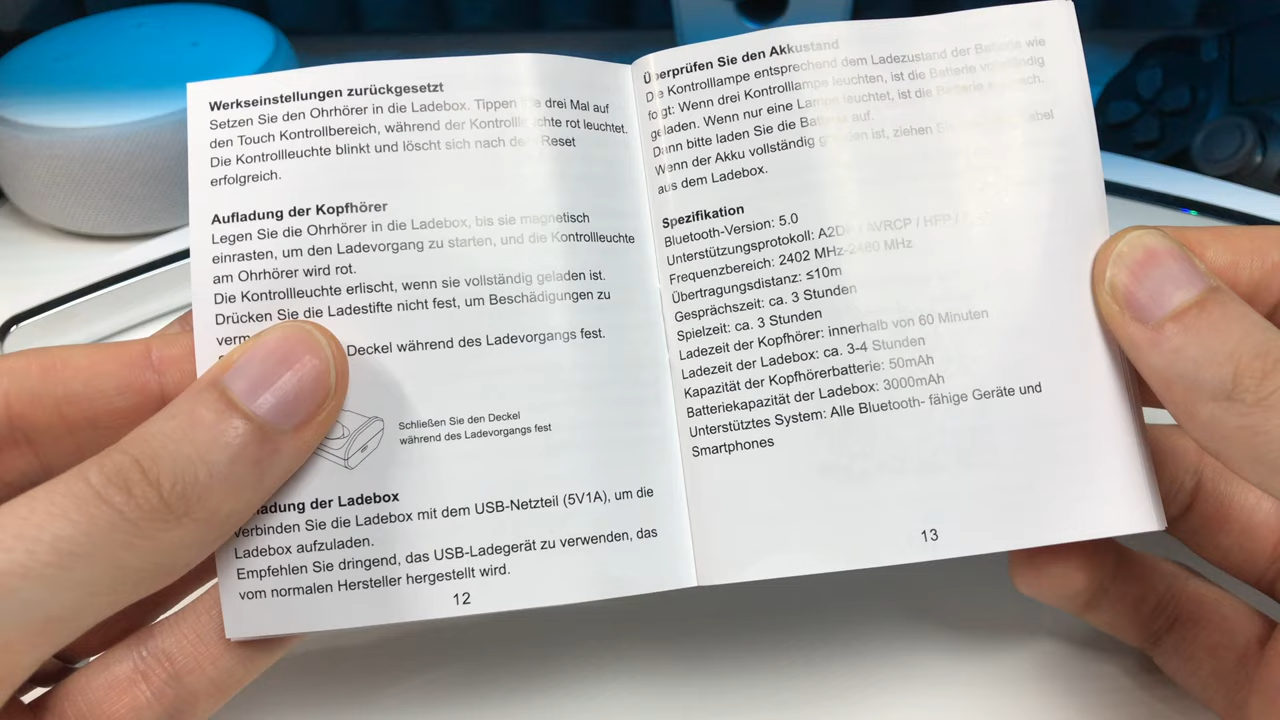 Werkseinstellungen zurückgesetzt
Setzen Sie den Ohrhörer in die Ladebox. Tippen drei Mal auf
den Touch Kontrollbereich, während der rot leuchtet.
Die Kontrollleuchte blinkt und löscht sich nach Reset
erfolgreich.
Aufladung der Kopfhörer
Legen Sie die Ohrhörer in die Ladebox, bis sie magnetisch
einrasten, um den Ladevorgang zu starten, und die Kontrollleuchte
am Ohrhörer wird rot.
Die Kontrollleuchte erlischt, wenn sie vollständig geladen ist.
Drücken Sie die Ladestifte nicht fest, um Beschädigungen zu
Deckel während des Ladevorgangs fest.
Schließen Sie den Deckel
während des Ladevorgangs fest
der Ladebox
Verbinden Sie die Ladebox mit dem USB-Netzteil (5V1A), um die
Ladebox aufzuladen.
Empfehlen Sie dringend, das USB-Ladegerät zu verwenden, das
vom normalen Hersteller hergestellt wird.
12
Überprüfen Sie den Akkustand
Die Kontrolllampe entsprechend dem Ladezustand der Batterie wie
folgt: Wenn drei Kontrolllampe leuchten, ist die Batterie vollständig
geladen. Wenn nur eine Lampe leuchtet, ist die Batterie
Dann bitte laden Sie die auf.
Wenn der Akku vollständig ist, ziehen
aus dem Ladebox.
Spezifikation
Bluetooth-Version: 5.0
Unterstützungsprotokoll: / AVRCP / HFP /
Frequenzbereich: 2402 MHz-2480 MHz
Übertragungsdistanz: ≤10m
Gesprächszeit: ca. 3 Stunden
Spielzeit: ca. 3 Stunden
Ladezeit der Kopfhörer: innerhalb von 60 Minuten
Ladezeit der Ladebox: ca. 3-4 Stunden
Kapazität der Kopfhörerbatterie: 50mAh
Batteriekapazität der Ladebox: 3000mAh
Unterstütztes System: Alle Bluetooth- fähige Geräte und
Smartphones
13